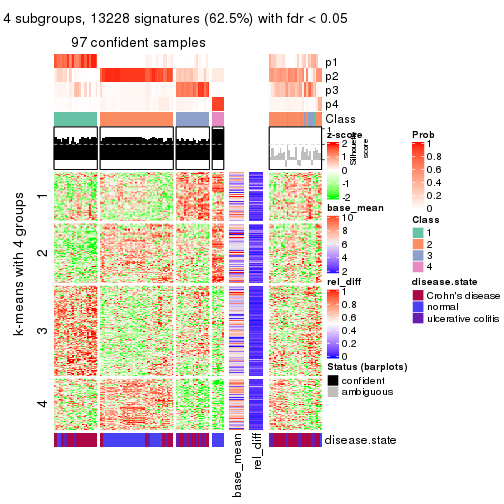 4 subgroups, 13228 signatures (62.5%) with fdr < 0.05
97 confident samples
p1
p2
p3
p4
Class
1
Silhouette
score
z-score
2
1
0
-1
-2
base_mean
10
8
6
4
2
rel_diff
1
0.8
0.6
0.4
0.2
0
Status (barplots)
confident
ambiguous
Prob
1
0.8
0.6
0.4
0.2
0
Class
1
2
3
4
disease.state
Crohn's disease
normal
ulcerative colitis
k-means with 4 groups
1
2
3
4
disease.state
base_mean
rel_diff